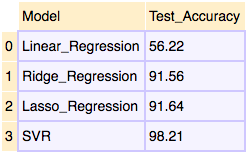 Model Test_Accuracy
0 Linear_Regression 56.22
1 Ridge_Regression 91.56
2 Lasso_Regression 91.64
3 SVR 98.21